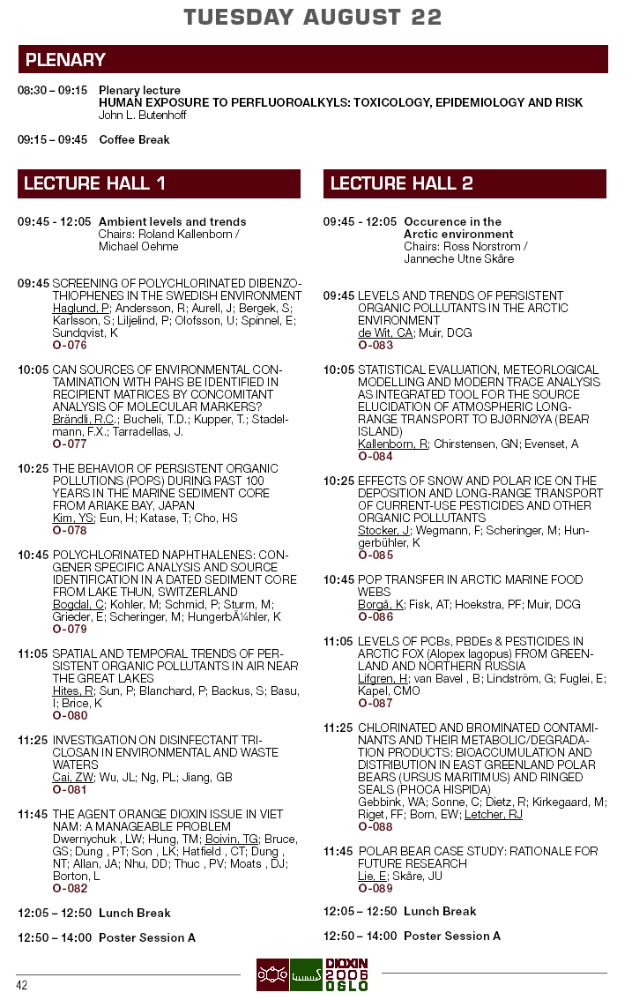 TUESDAY AUGUST 22
PLENARY
08:30 – 09:15 Plenary lecture
HUMAN EXPOSURE TO PERFLUOROALKYLS: TOXICOLOGY, EPIDEMIOLOGY AND RISK
John L. Butenhoff
09:15 – 09:45 Coffee Break
LECTURE HALL 1
09:45 - 12:05 Ambient levels and trends
Chairs: Roland Kallenborn /
Michael Oehme
09:45 SCREENING OF POLYCHLORINATED DIBENZO-
THIOPHENES IN THE SWEDISH ENVIRONMENT
Haglund, P; Andersson, R; Aurell, J; Bergek, S;
Karlsson, S; Liljelind, P; Olofsson, U; Spinnel, E;
Sundqvist, K
O-076
10:05 CAN SOURCES OF ENVIRONMENTAL CON-
TAMINATION WITH PAHS BE IDENTIFIED IN
RECIPIENT MATRICES BY CONCOMITANT
ANALYSIS OF MOLECULAR MARKERS?
Brändli, R.C.; Bucheli, T.D.; Kupper, T.; Stadel-
mann, F.X.; Tarradellas, J.
O-077
10:25 THE BEHAVIOR OF PERSISTENT ORGANIC
POLLUTIONS (POPS) DURING PAST 100
YEARS IN THE MARINE SEDIMENT CORE
FROM ARIAKE BAY, JAPAN
Kim, YS; Eun, H; Katase, T; Cho, HS
O-078
10:45 POLYCHLORINATED NAPHTHALENES: CON-
GENER SPECIFIC ANALYSIS AND SOURCE
IDENTIFICATION IN A DATED SEDIMENT CORE
FROM LAKE THUN, SWITZERLAND
Bogdal, C; Kohler, M; Schmid, P; Sturm, M;
Grieder, E; Scheringer, M; HungerbÃ¼hler, K
O-079
11:05 SPATIAL AND TEMPORAL TRENDS OF PER-
SISTENT ORGANIC POLLUTANTS IN AIR NEAR
THE GREAT LAKES
Hites, R; Sun, P; Blanchard, P; Backus, S; Basu,
I; Brice, K
O-080
11:25 INVESTIGATION ON DISINFECTANT TRI-
CLOSAN IN ENVIRONMENTAL AND WASTE
WATERS
Cai, ZW; Wu, JL; Ng, PL; Jiang, GB
O-081
11:45 THE AGENT ORANGE DIOXIN ISSUE IN VIET
NAM: A MANAGEABLE PROBLEM
Dwernychuk , LW; Hung, TM; Boivin, TG; Bruce,
GS; Dung , PT; Son , LK; Hatfield , CT; Dung ,
NT; Allan, JA; Nhu, DD; Thuc , PV; Moats , DJ;
Borton, L
O-082
12:05 – 12:50 Lunch Break
12:50 – 14:00 Poster Session A
LECTURE HALL 2
09:45 - 12:05 Occurence in the
Arctic environment
Chairs: Ross Norstrom /
Janneche Utne Skåre
09:45 LEVELS AND TRENDS OF PERSISTENT
ORGANIC POLLUTANTS IN THE ARCTIC
ENVIRONMENT
de Wit, CA; Muir, DCG
O-083
10:05 STATISTICAL EVALUATION, METEORLOGICAL
MODELLING AND MODERN TRACE ANALYSIS
AS INTEGRATED TOOL FOR THE SOURCE
ELUCIDATION OF ATMOSPHERIC LONG-
RANGE TRANSPORT TO BJØRNØYA (BEAR
ISLAND)
Kallenborn, R; Chirstensen, GN; Evenset, A
O-084
10:25 EFFECTS OF SNOW AND POLAR ICE ON THE
DEPOSITION AND LONG-RANGE TRANSPORT
OF CURRENT-USE PESTICIDES AND OTHER
ORGANIC POLLUTANTS
Stocker, J; Wegmann, F; Scheringer, M; Hun-
gerbühler, K
O-085
10:45 POP TRANSFER IN ARCTIC MARINE FOOD
WEBS
Borgå, K; Fisk, AT; Hoekstra, PF; Muir, DCG
O-086
11:05 LEVELS OF PCBs, PBDEs & PESTICIDES IN
ARCTIC FOX (Alopex lagopus) FROM GREEN-
LAND AND NORTHERN RUSSIA
Lifgren, H; van Bavel , B; Lindström, G; Fuglei, E;
Kapel, CMO
O-087
11:25 CHLORINATED AND BROMINATED CONTAMI-
NANTS AND THEIR METABOLIC/DEGRADA-
TION PRODUCTS: BIOACCUMULATION AND
DISTRIBUTION IN EAST GREENLAND POLAR
BEARS (URSUS MARITIMUS) AND RINGED
SEALS (PHOCA HISPIDA)
Gebbink, WA; Sonne, C; Dietz, R; Kirkegaard, M;
Riget, FF; Born, EW; Letcher, RJ
O-088
11:45 POLAR BEAR CASE STUDY: RATIONALE FOR
FUTURE RESEARCH
Lie, E; Skåre, JU
O-089
12:05 – 12:50 Lunch Break
12:50 – 14:00 Poster Session A
42
DIOXIN
2006
OSLO